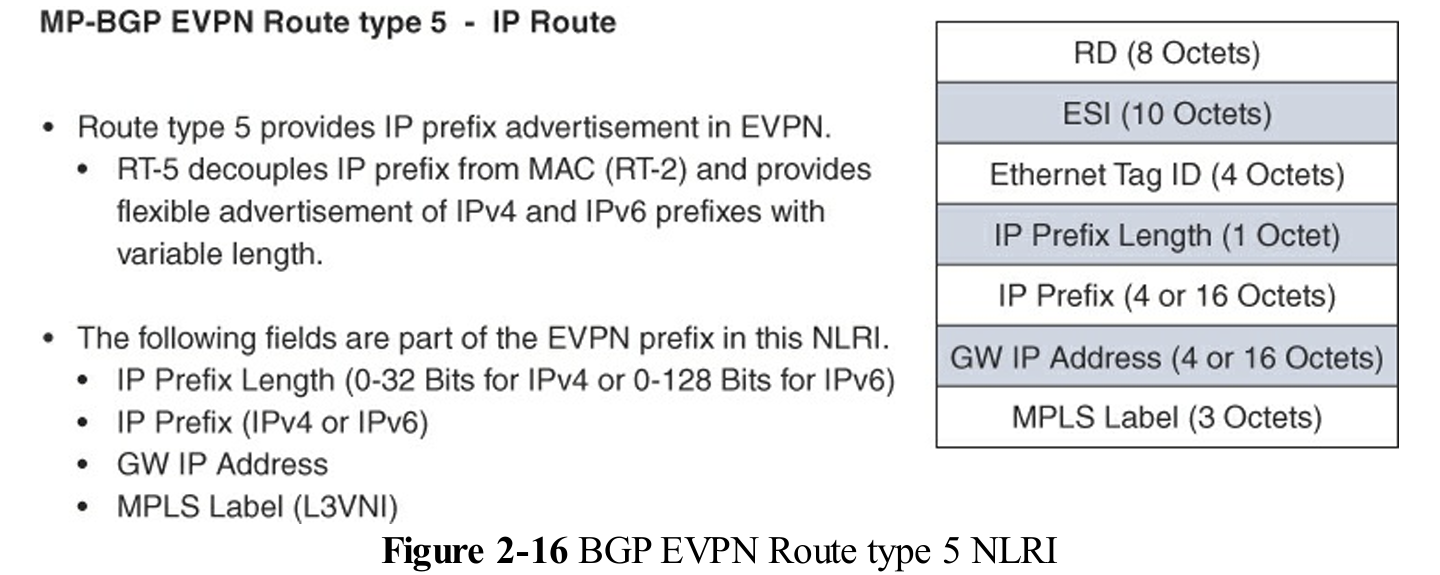 MP-BGP EVPN Route type 5 - IP Route
• Route type 5 provides IP prefix advertisement in EVPN.
• RT-5 decouples IP prefix from MAC (RT-2) and provides
flexible advertisement of IPv4 and IPv6 prefixes with
variable length.
• The following fields are part of the EVPN prefix in this NLRI.
• IP Prefix Length (0-32 Bits for IPv4 or 0-128 Bits for IPv6)
• IP Prefix (IPv4 or IPv6)
• GW IP Address
• MPLS Label (L3VNI)
RD (8 Octets)
ESI (10 Octets)
Ethernet Tag ID (4 Octets)
IP Prefix Length (1 Octet)
IP Prefix (4 or 16 Octets)
GW IP Address (4 or 16 Octets)
MPLS Label (3 Octets)
Figure 2-16 BGP EVPN Route type 5 NLRI